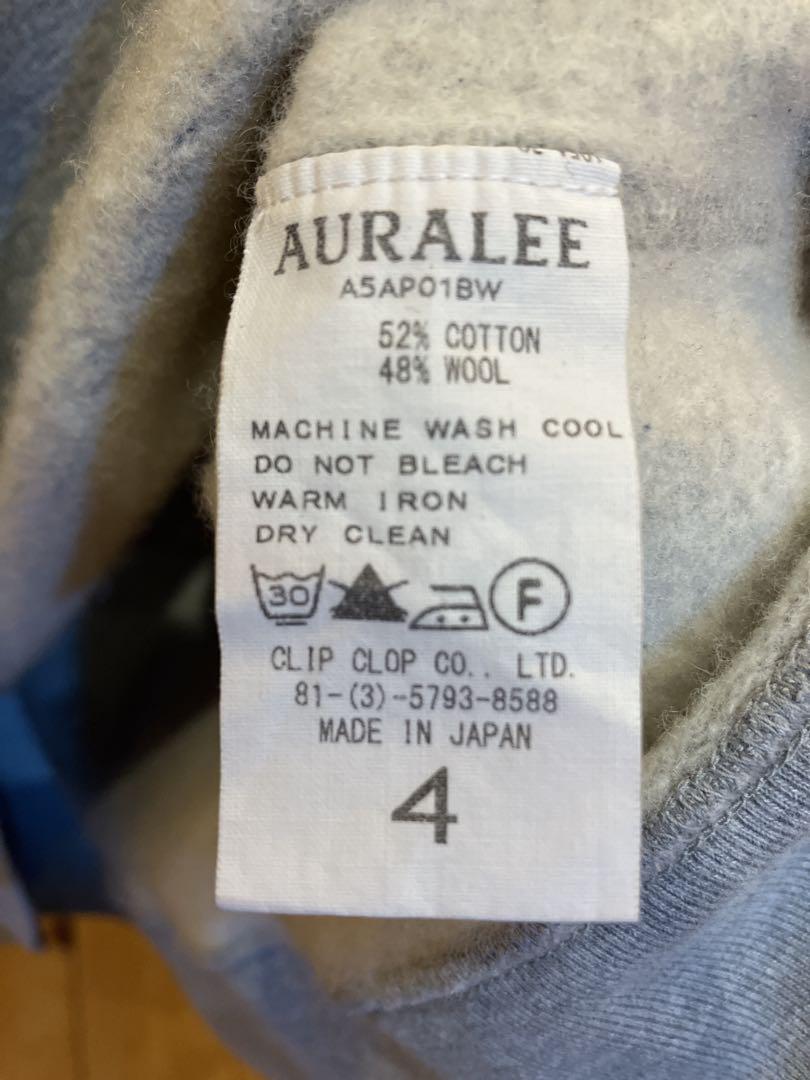 AURALEE
A5AP01BW
52% COTTON
48% WOOL
MACHINE WASH COOL
DO NOT BLEACH
WARM IRON
DRY CLEAN
30 F
CLIP CLOP CO., LTD.
81-(3)-5793-8588
MADE IN JAPAN
4